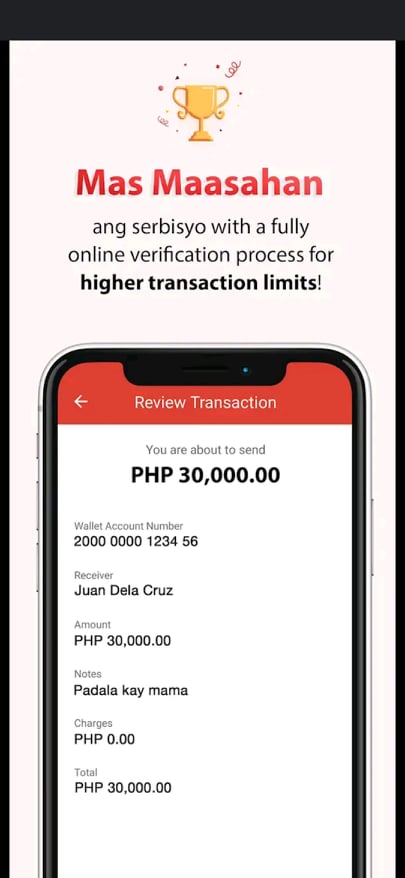 Mas Maasahan
ang serbisyo with a fully
online verification process for
higher transaction limits!
Review Transaction
You are about to send
PHP 30,000.00
Wallet Account Number
2000 0000 1234 56
Receiver
Juan Dela Cruz
Amount
PHP 30,000.00
Notes
Padala kay mama
Charges
PHP 0.00
Total
PHP 30,000.00